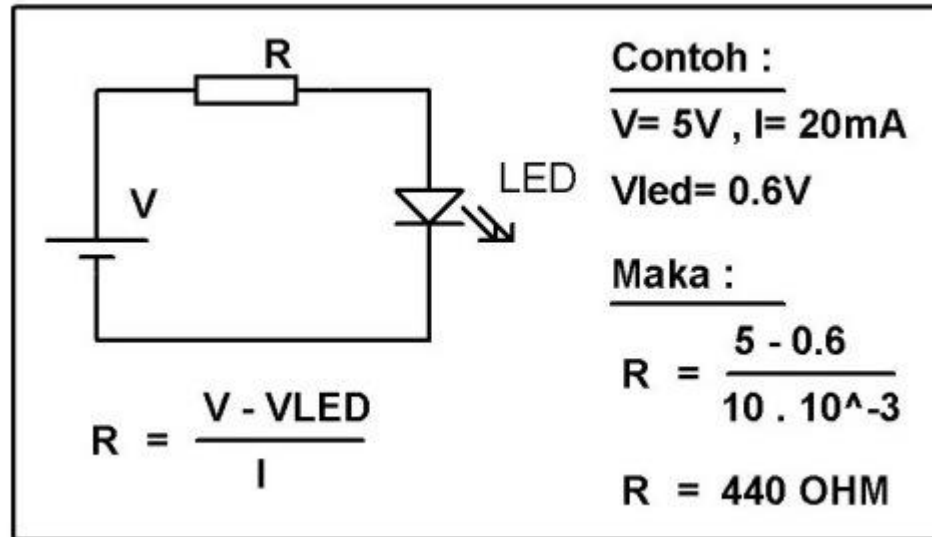 R
V
LED
R = V - VLED / I
Contoh :
V= 5V , I= 20mA
Vled= 0.6V
Maka :
R = 5 - 0.6 / 10 . 10^-3
R = 440 OHM